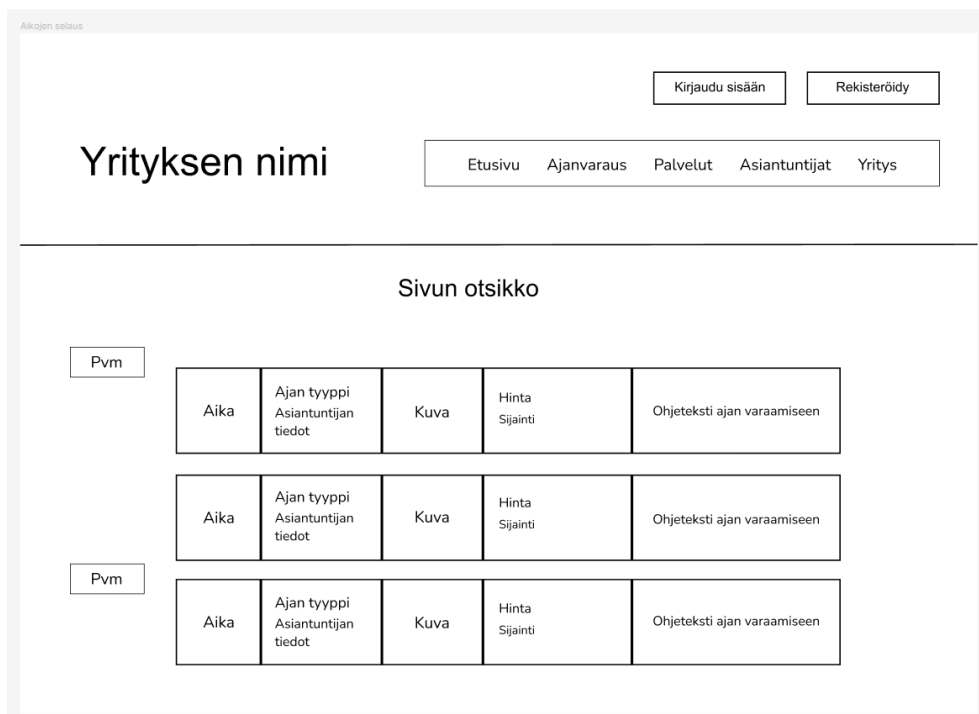 Aikojen selaus
Kirjaudu sisään
Rekisteröidy
Yrityksen nimi
Etusivu Ajanvaraus Palvelut Asiantuntijat Yritys
Sivun otsikko
Pvm
Aika
Ajan tyyppi
Asiantuntijan
tiedot
Kuva
Hinta
Sijainti
Ohjeteksti ajan varaamiseen
Aika
Ajan tyyppi
Asiantuntijan
tiedot
Kuva
Hinta
Sijainti
Ohjeteksti ajan varaamiseen
Pvm
Aika
Ajan tyyppi
Asiantuntijan
tiedot
Kuva
Hinta
Sijainti
Ohjeteksti ajan varaamiseen